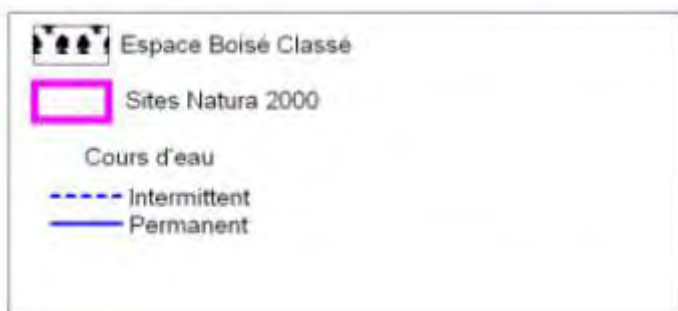 Espace Boisé Classé
Sites Natura 2000
Cours d'eau
Intermittent
Permanent